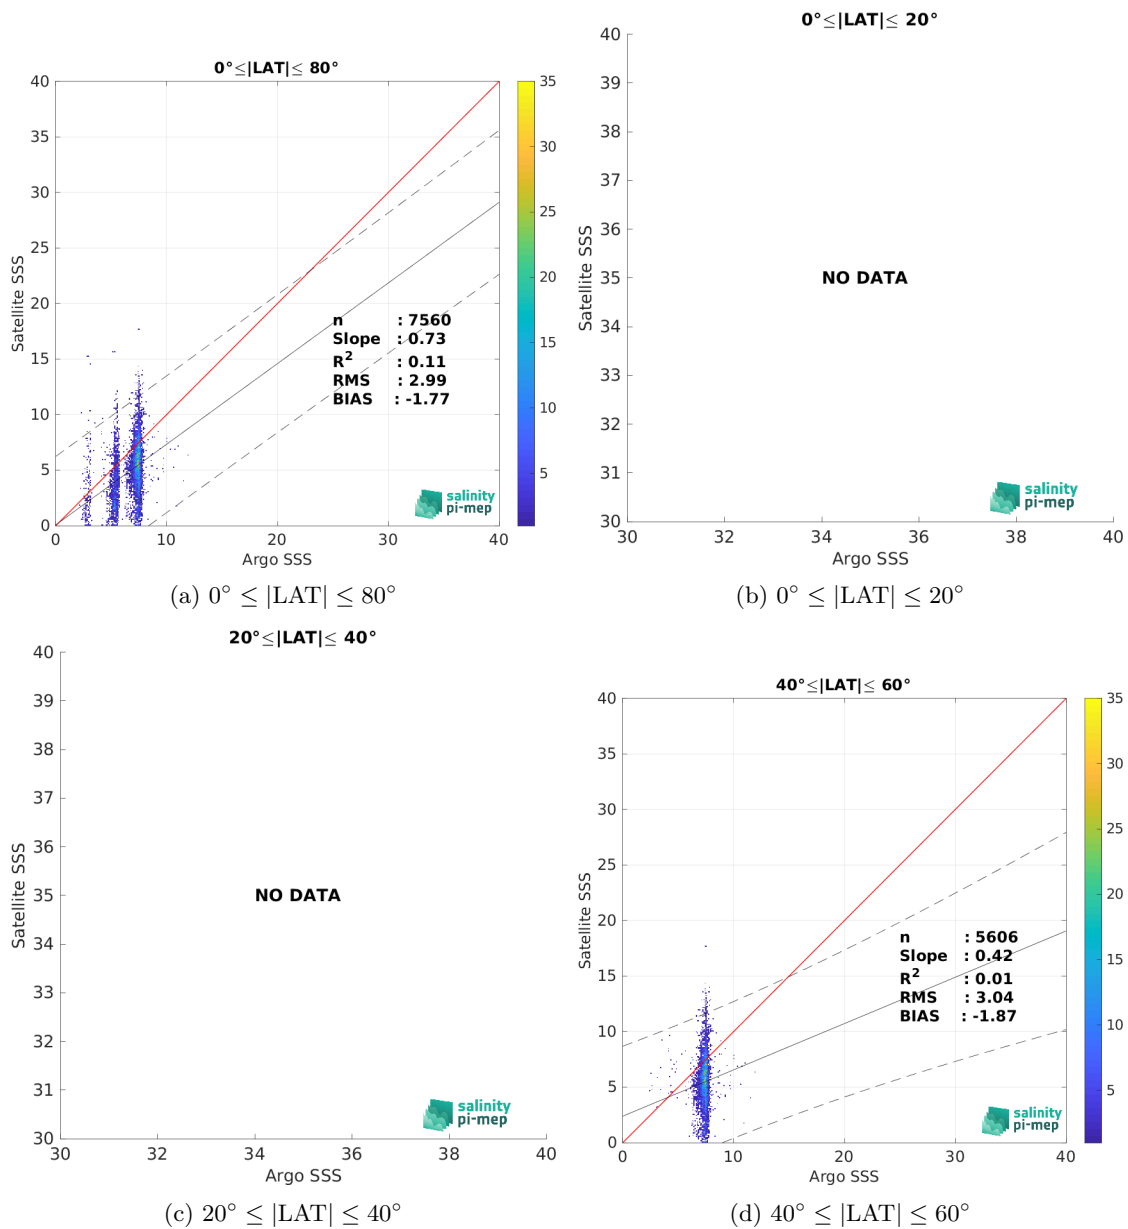 0°≤|LAT|≤ 80°
40
35
30
25
20
15
10
5
0
0
10
20
30
40
Satellite SSS
Argo SSS
n : 7560
Slope : 0.73
R² : 0.11
RMS : 2.99
BIAS : -1.77
35
30
25
20
15
10
5
salinity
pi-mep
(a) 0° ≤ |LAT| ≤ 80°
0°≤|LAT|≤ 20°
40
39
38
37
36
35
34
33
32
31
30
30
32
34
36
38
40
Satellite SSS
Argo SSS
NO DATA
salinity
pi-mep
(b) 0° ≤ |LAT| ≤ 20°
20°≤|LAT|≤ 40°
40
39
38
37
36
35
34
33
32
31
30
30
32
34
36
38
40
Satellite SSS
Argo SSS
NO DATA
salinity
pi-mep
(c) 20° ≤ |LAT| ≤ 40°
40°≤|LAT|≤ 60°
40
35
30
25
20
15
10
5
0
0
10
20
30
40
Satellite SSS
Argo SSS
n : 5606
Slope : 0.42
R² : 0.01
RMS : 3.04
BIAS : -1.87
35
30
25
20
15
10
5
salinity
pi-mep
(d) 40° ≤ |LAT| ≤ 60°